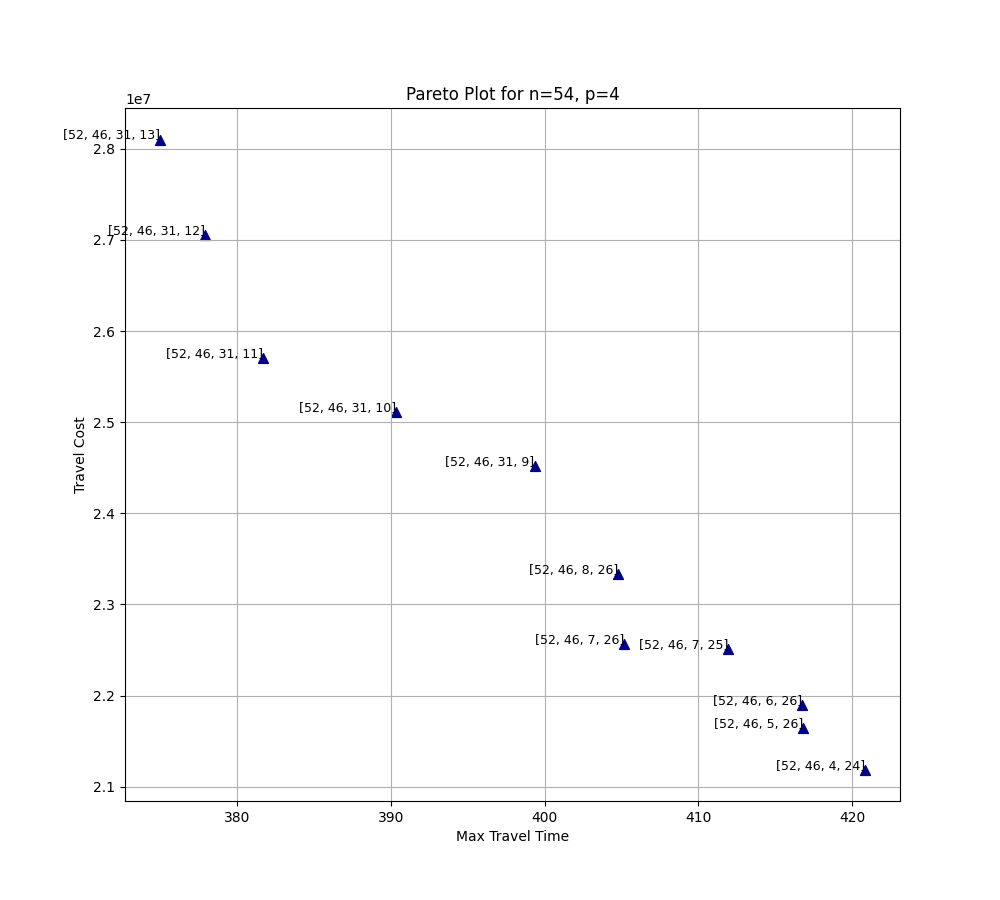 Pareto Plot for n=54, p=4
1e7
[52, 46, 31, 13]
2.8
[52, 46, 31, 12]
2.7
2.6
[52, 46, 31, 11]
[52, 46, 31, 10]
2.5
[52, 46, 31, 9]
Travel Cost
2.4
[52, 46, 8, 26]
2.3
[52, 46, 7, 26]
[52, 46, 7, 25]
2.2
[52, 46, 6, 26]
[52, 46, 5, 26]
[52, 46, 4, 24]
2.1
380 390 400 410 420
Max Travel Time